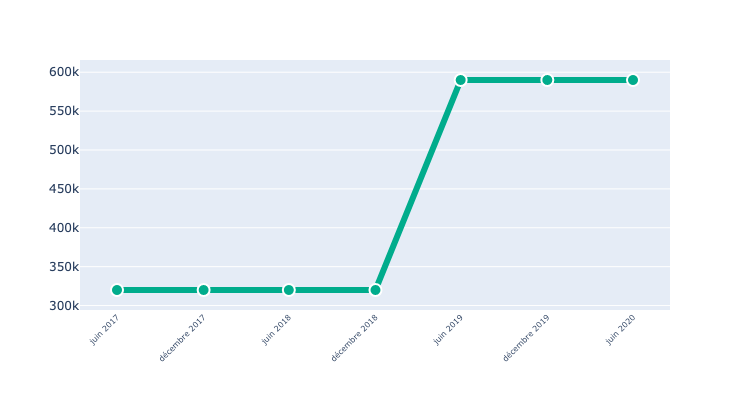 600k
550k
500k
450k
400k
350k
300k
juin 2017
décembre 2017
juin 2018
décembre 2018
juin 2019
décembre 2019
juin 2020